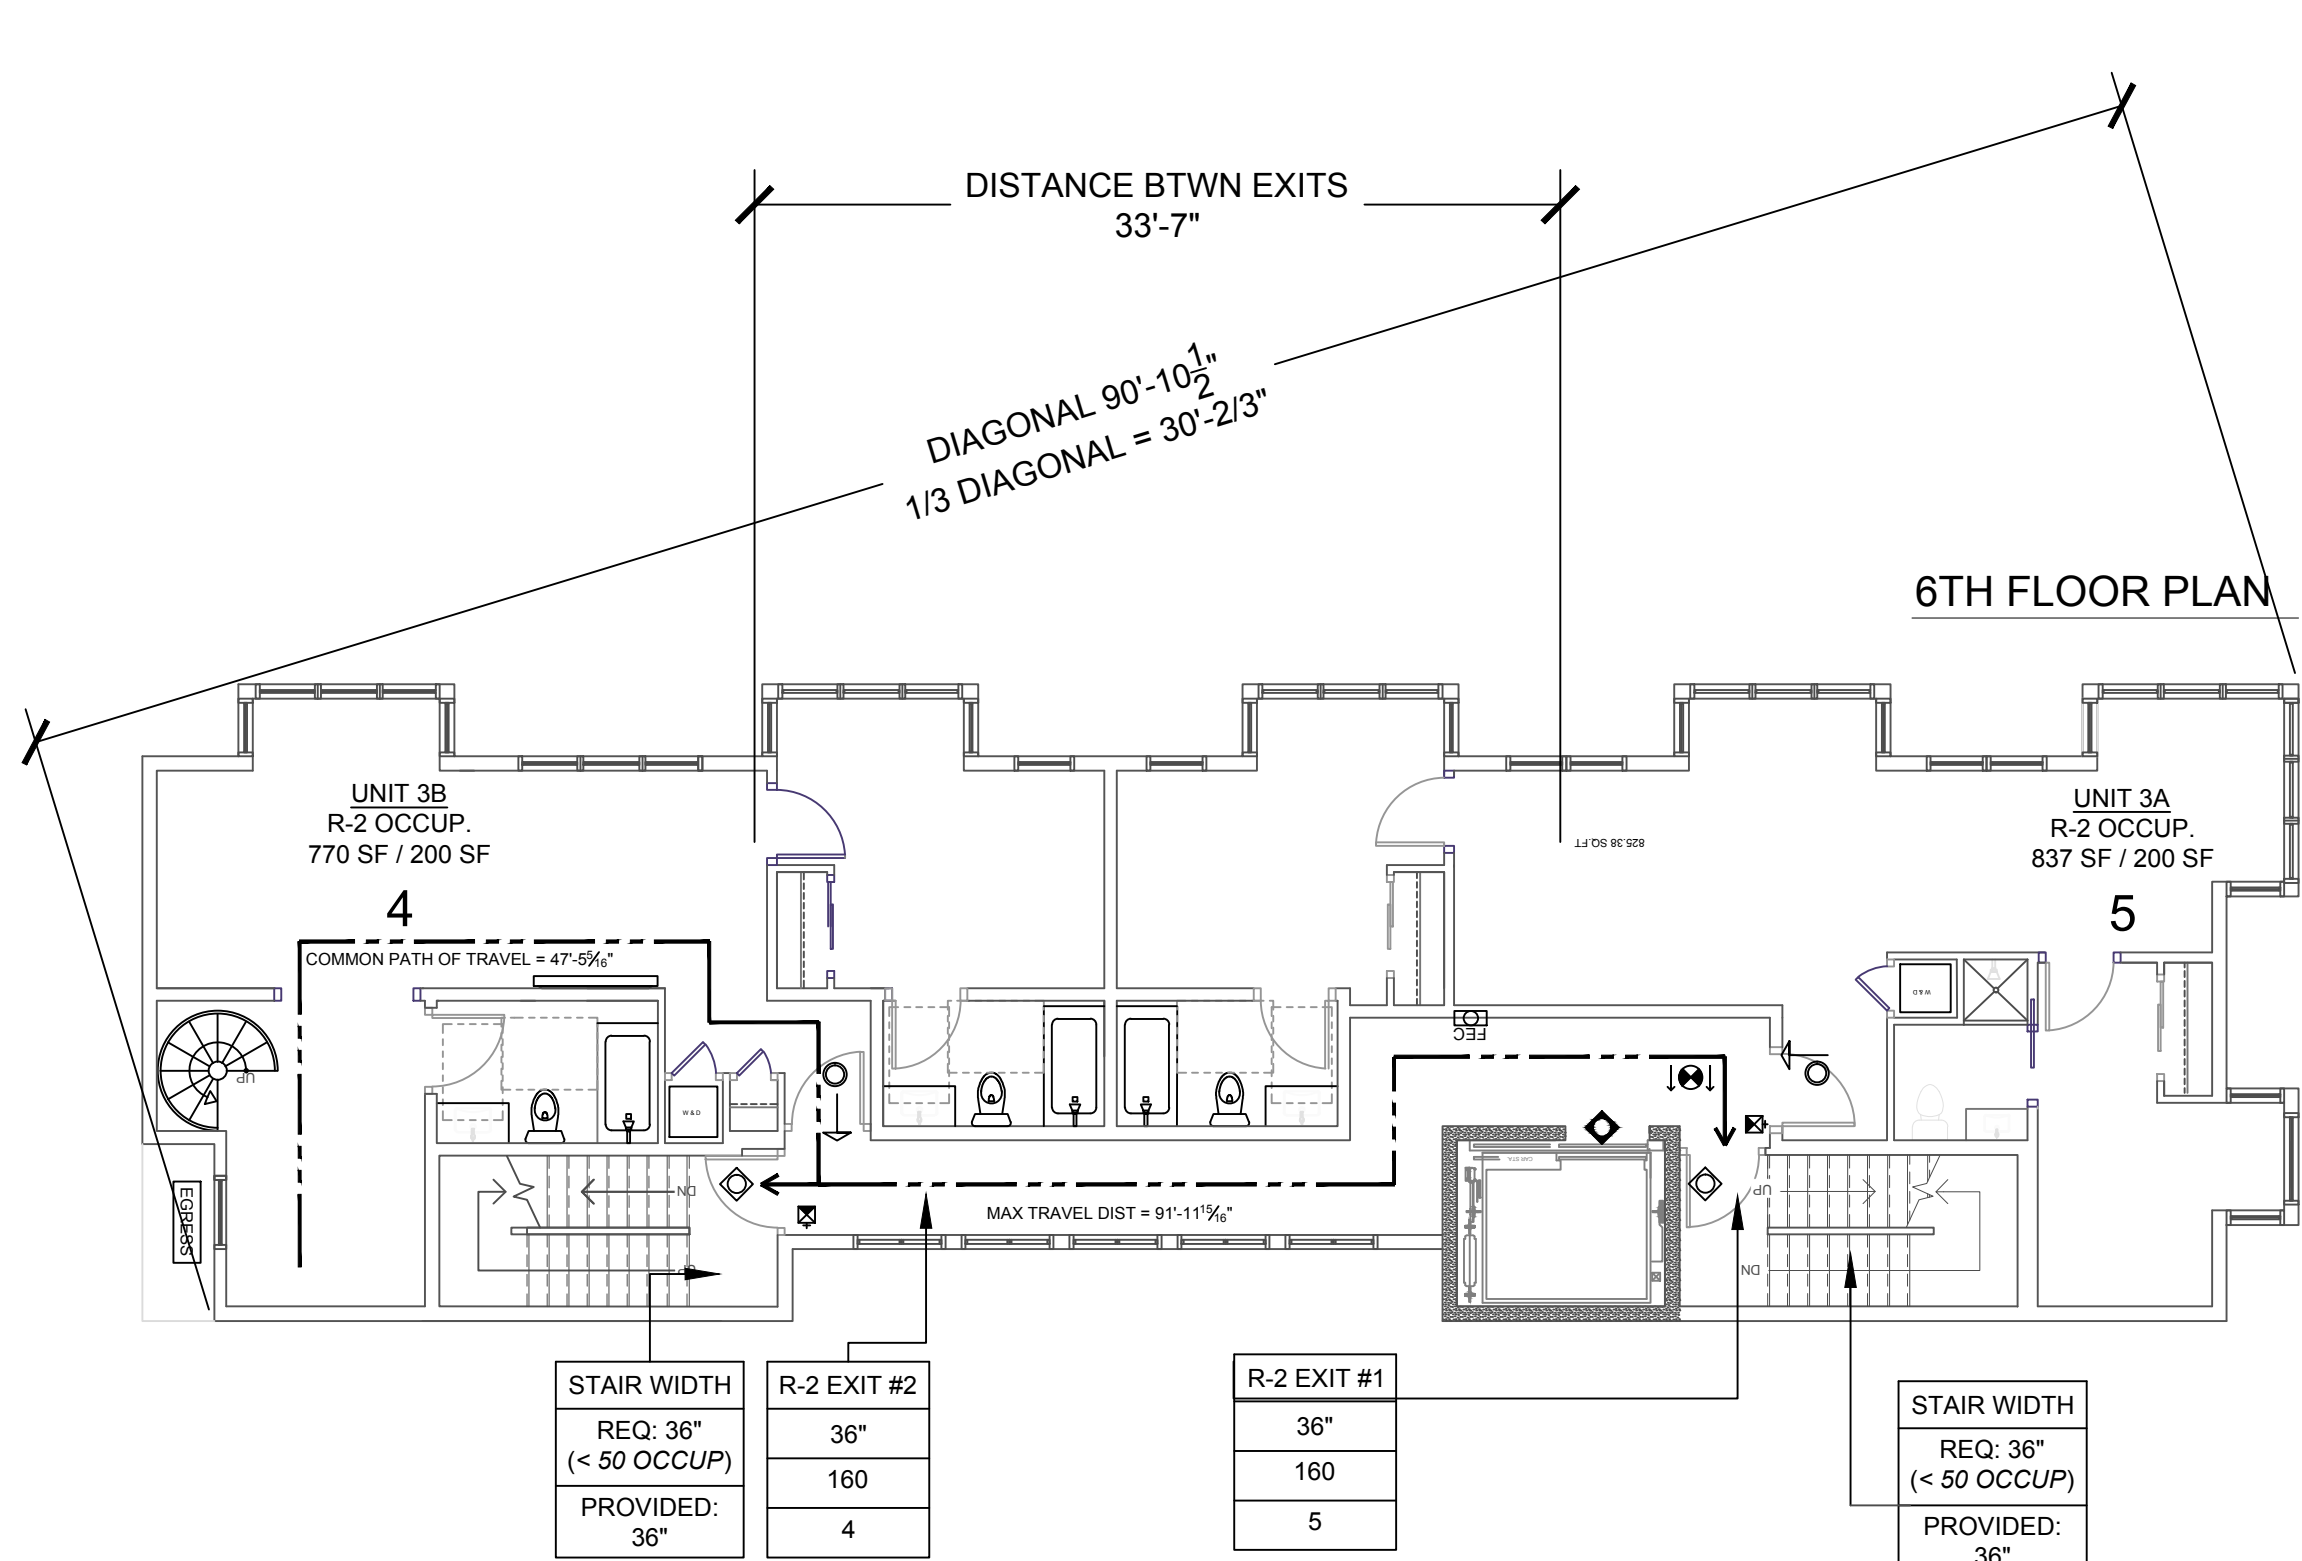 DISTANCE BTWN EXITS
33'-7"
DIAGONAL 90'-10 1/2"
1/3 DIAGONAL = 30'-2/3"
6TH FLOOR PLAN
UNIT 3B
R-2 OCCUP.
770 SF / 200 SF
4
UNIT 3A
R-2 OCCUP.
837 SF / 200 SF
5
825.38 SQ.FT
COMMON PATH OF TRAVEL = 47'-5 5/16"
W & D
W & D
FEC
UP
EGRESS
DN
UP
CAR STA.
UP
DN
MAX TRAVEL DIST = 91'-11 15/16"
STAIR WIDTH
REQ: 36"
(< 50 OCCUP)
PROVIDED:
36"
R-2 EXIT #2
36"
160
4
R-2 EXIT #1
36"
160
5
STAIR WIDTH
REQ: 36"
(< 50 OCCUP)
PROVIDED:
36"